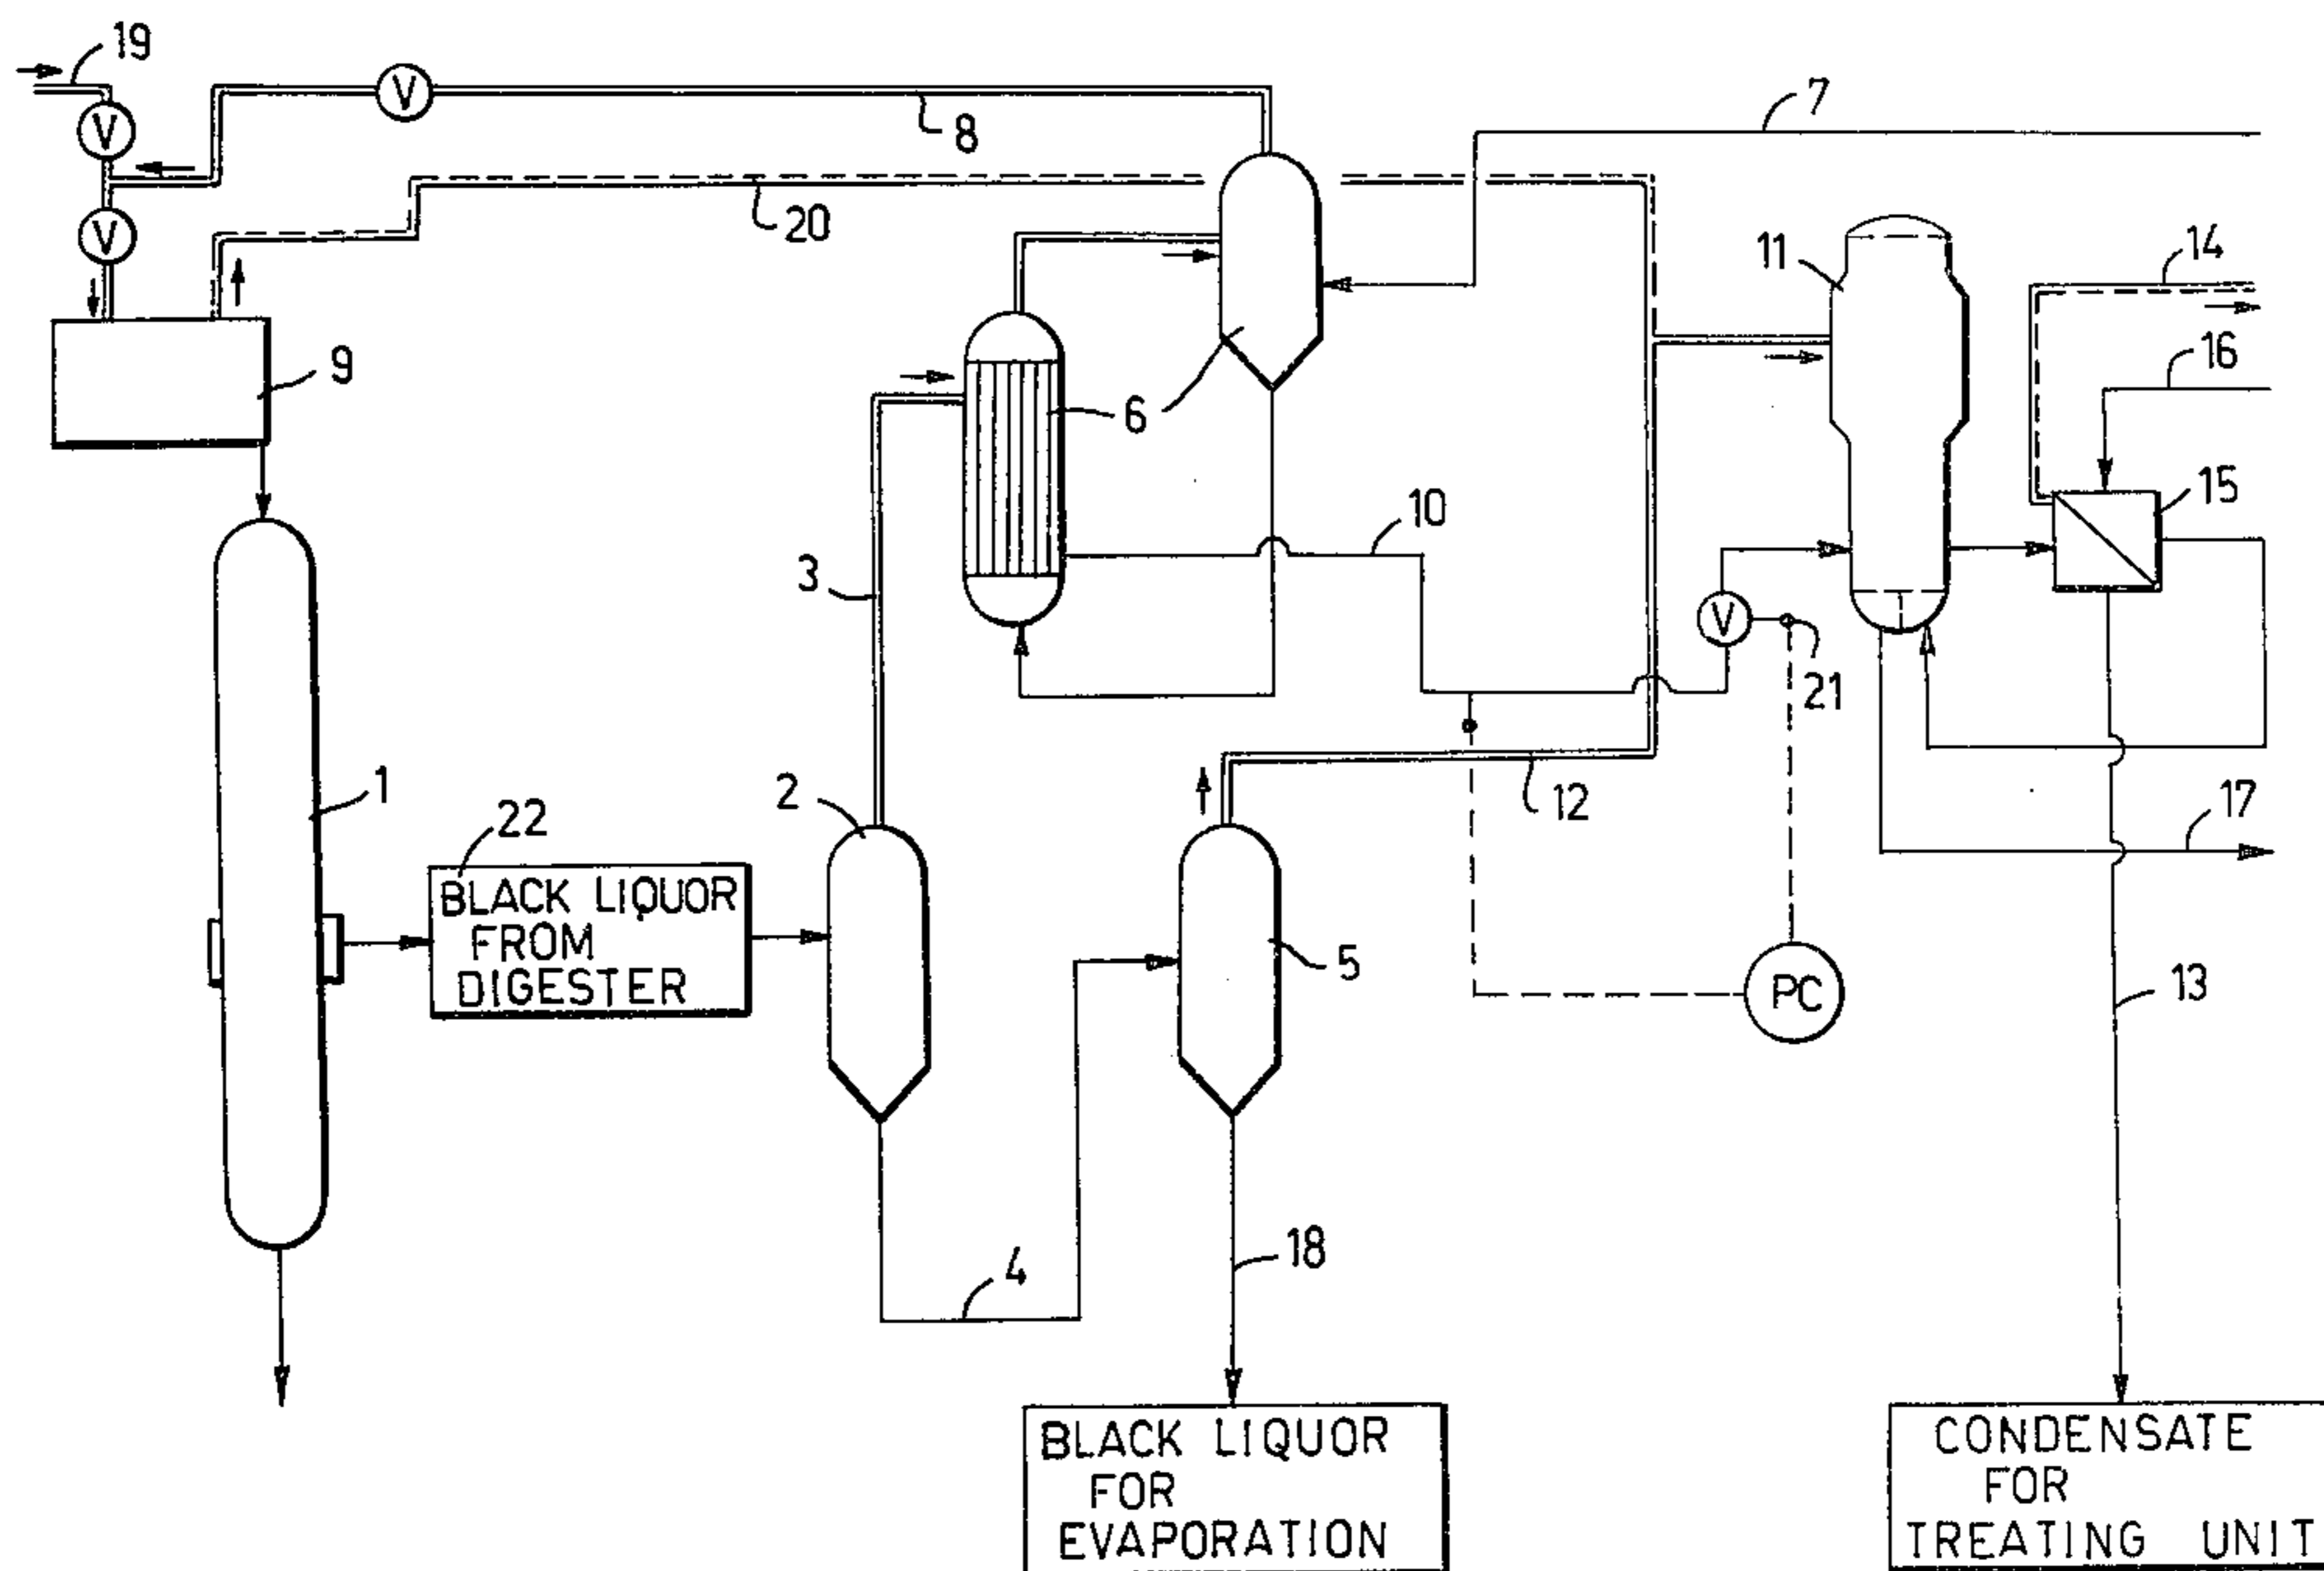 19
V
V
8
7
V
20
11
14
9
16
6
15
10
3
V
21
1
2
12
17
22
BLACK LIQUOR
FROM
DIGESTER
5
PC
13
4
18
BLACK LIQUOR
FOR
EVAPORATION
CONDENSATE
FOR
TREATING UNIT